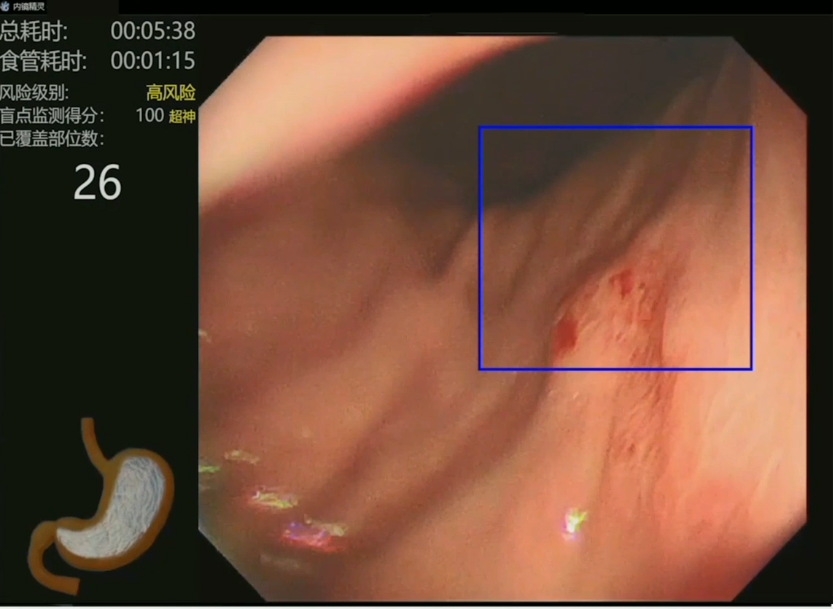 内镜精灵
总耗时: 00:05:38
食管耗时: 00:01:15
风险级别: 高风险
盲点监测得分: 100 超神
已覆盖部位数:
26